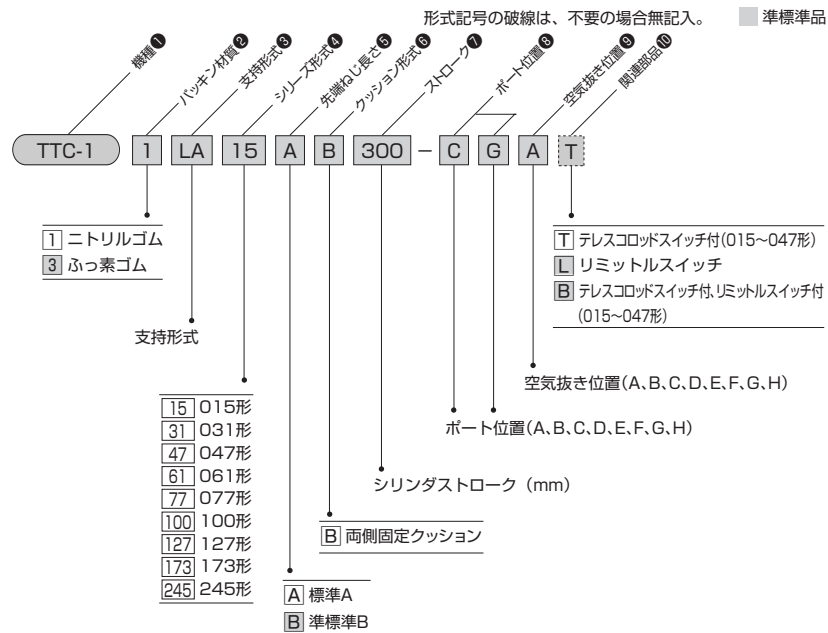 形式記号の破線は、不要の場合無記入。 準標準品
機種❶
パッキン材質❷
支持形式❸
シリーズ形式❹
先端ねじ長さ❺
クッション形式❻
ストローク❼
ポート位置❽
空気抜き位置❾
関連部品❿
TTC-1 1 LA 15 A B 300 − C G A T
1 ニトリルゴム
3 ふっ素ゴム
T テレスコロッドスイッチ付(015〜047形)
L リミットルスイッチ
B テレスコロッドスイッチ付、リミットルスイッチ付
(015〜047形)
支持形式
空気抜き位置(A、B、C、D、E、F、G、H)
15 015形
31 031形
47 047形
61 061形
77 077形
100 100形
127 127形
173 173形
245 245形
ポート位置(A、B、C、D、E、F、G、H)
シリンダストローク（mm）
B 両側固定クッション
A 標準A
B 準標準B